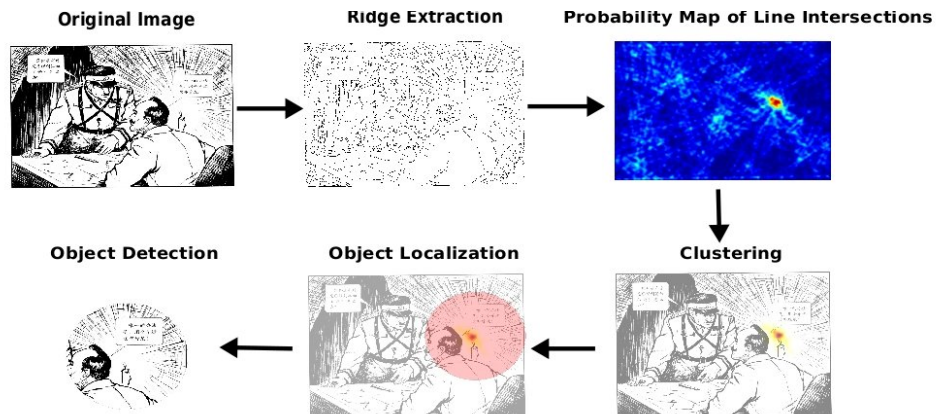 Original Image
Ridge Extraction
Probability Map of Line Intersections
Object Detection
Object Localization
Clustering